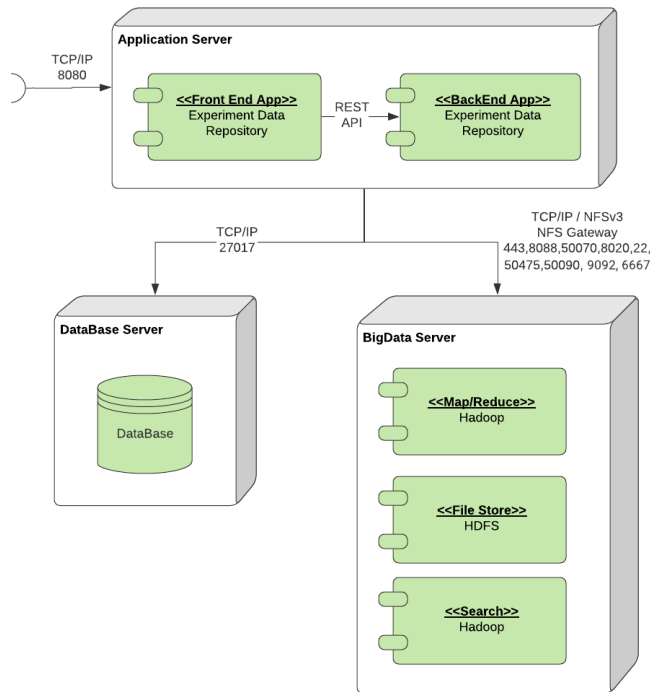 Application Server
TCP/IP
8080
<<Front End App>>
Experiment Data
Repository
REST
API
<<BackEnd App>>
Experiment Data
Repository
TCP/IP
27017
TCP/IP / NFSv3
NFS Gateway
443,8088,50070,8020,22,
50475,50090, 9092, 6667
DataBase Server
DataBase
BigData Server
<<Map/Reduce>>
Hadoop
<<File Store>>
HDFS
<<Search>>
Hadoop